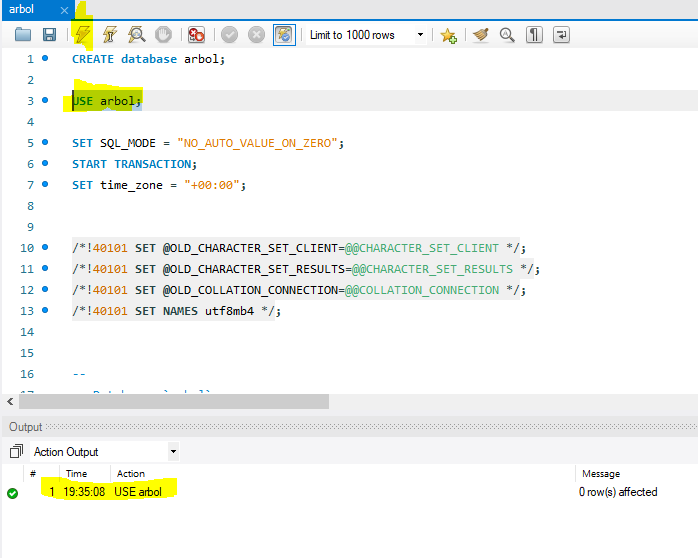 arbol
Limit to 1000 rows
1 CREATE database arbol;
2
3 USE arbol;
4
5 SET SQL_MODE = "NO_AUTO_VALUE_ON_ZERO";
6 START TRANSACTION;
7 SET time_zone = "+00:00";
8
9
10 /*!40101 SET @OLD_CHARACTER_SET_CLIENT=@@CHARACTER_SET_CLIENT */;
11 /*!40101 SET @OLD_CHARACTER_SET_RESULTS=@@CHARACTER_SET_RESULTS */;
12 /*!40101 SET @OLD_COLLATION_CONNECTION=@@COLLATION_CONNECTION */;
13 /*!40101 SET NAMES utf8mb4 */;
14
15
16 --
Output
Action Output
# Time Action Message
1 19:35:08 USE arbol 0 row(s) affected